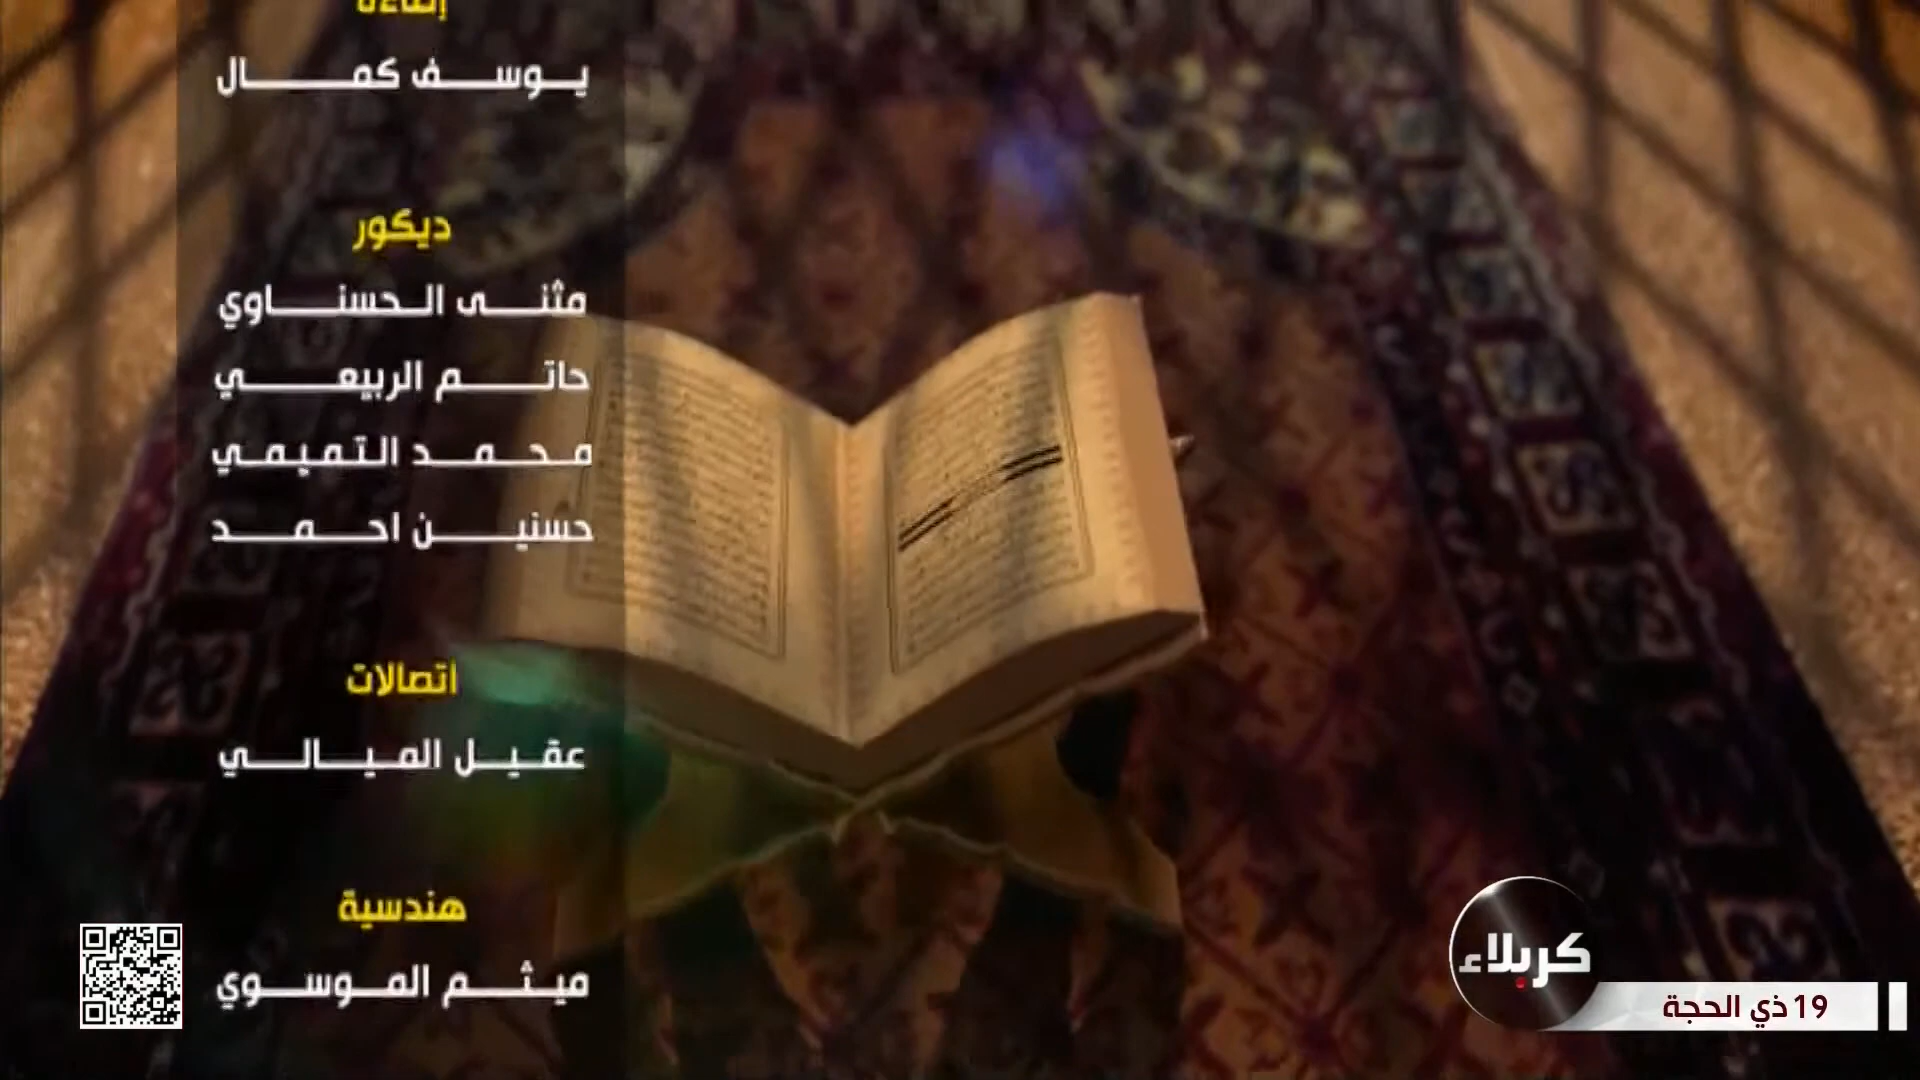 إضاءة
يوسف كمال
ديكور
مثنى الحسناوي
حاتم الربيعي
محمد التميمي
حسنين احمد
اتصالات
عقيل الميالي
هندسية
ميثم الموسوي
كربلاء
19 ذي الحجة